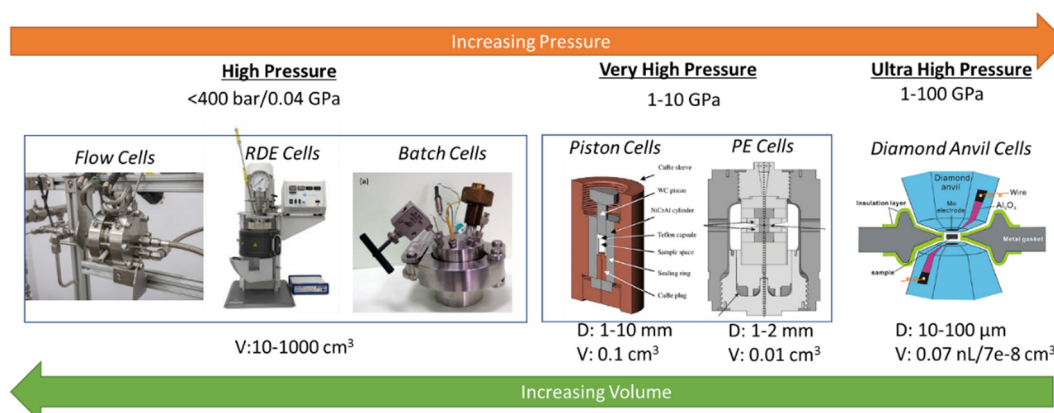 Increasing Pressure
High Pressure
<400 bar/0.04 GPa
Very High Pressure
1-10 GPa
Ultra High Pressure
1-100 GPa
Flow Cells
RDE Cells
Batch Cells
(a)
Piston Cells
CuBe sleeve
WC piston
NiCrAl cylinder
Teflon capsule
Sample space
Sealing ring
CuBe plug
PE Cells
Diamond Anvil Cells
Diamond
anvil
Wire
Mo
electrode
Al₂O₃
Insulation layer
Metal gasket
sample
V:10-1000 cm³
D: 1-10 mm
V: 0.1 cm³
D: 1-2 mm
V: 0.01 cm³
D: 10-100 µm
V: 0.07 nL/7e-8 cm³
Increasing Volume